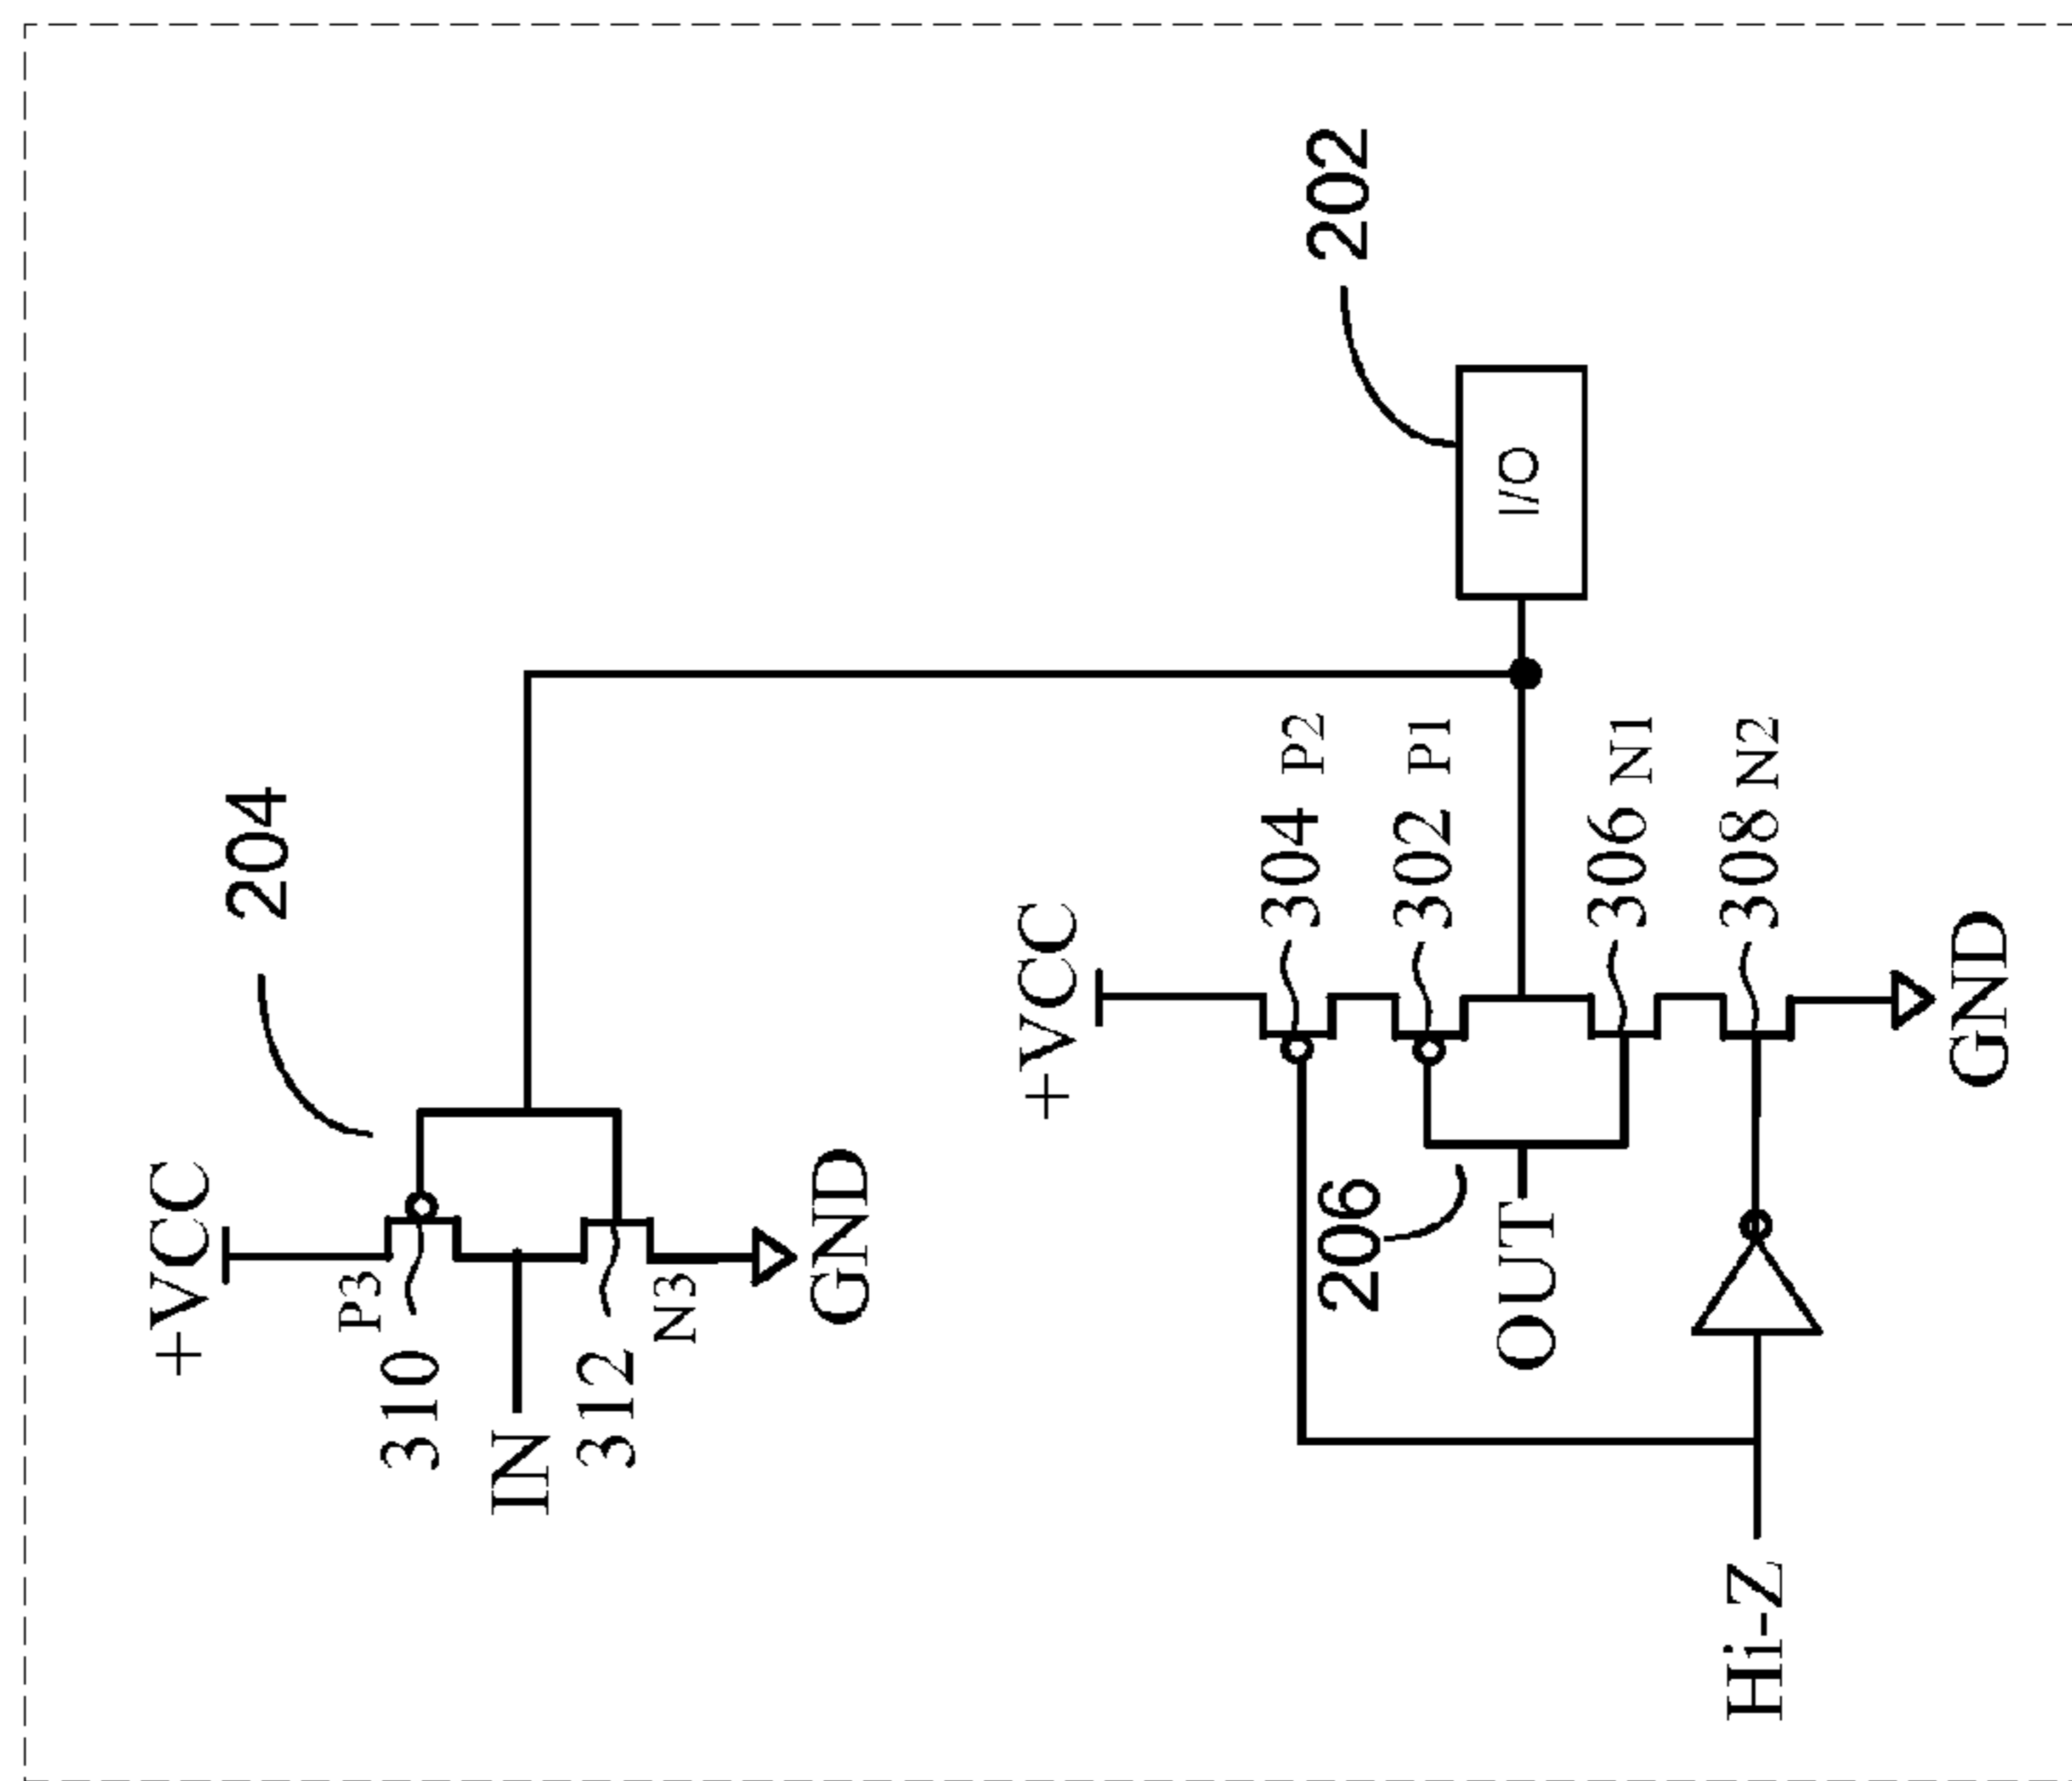 +VCC
204
P3
310
IN
312
N3
GND
202
I/O
+VCC
304 P2
302 P1
206
OUT
306 N1
308 N2
Hi-Z
GND